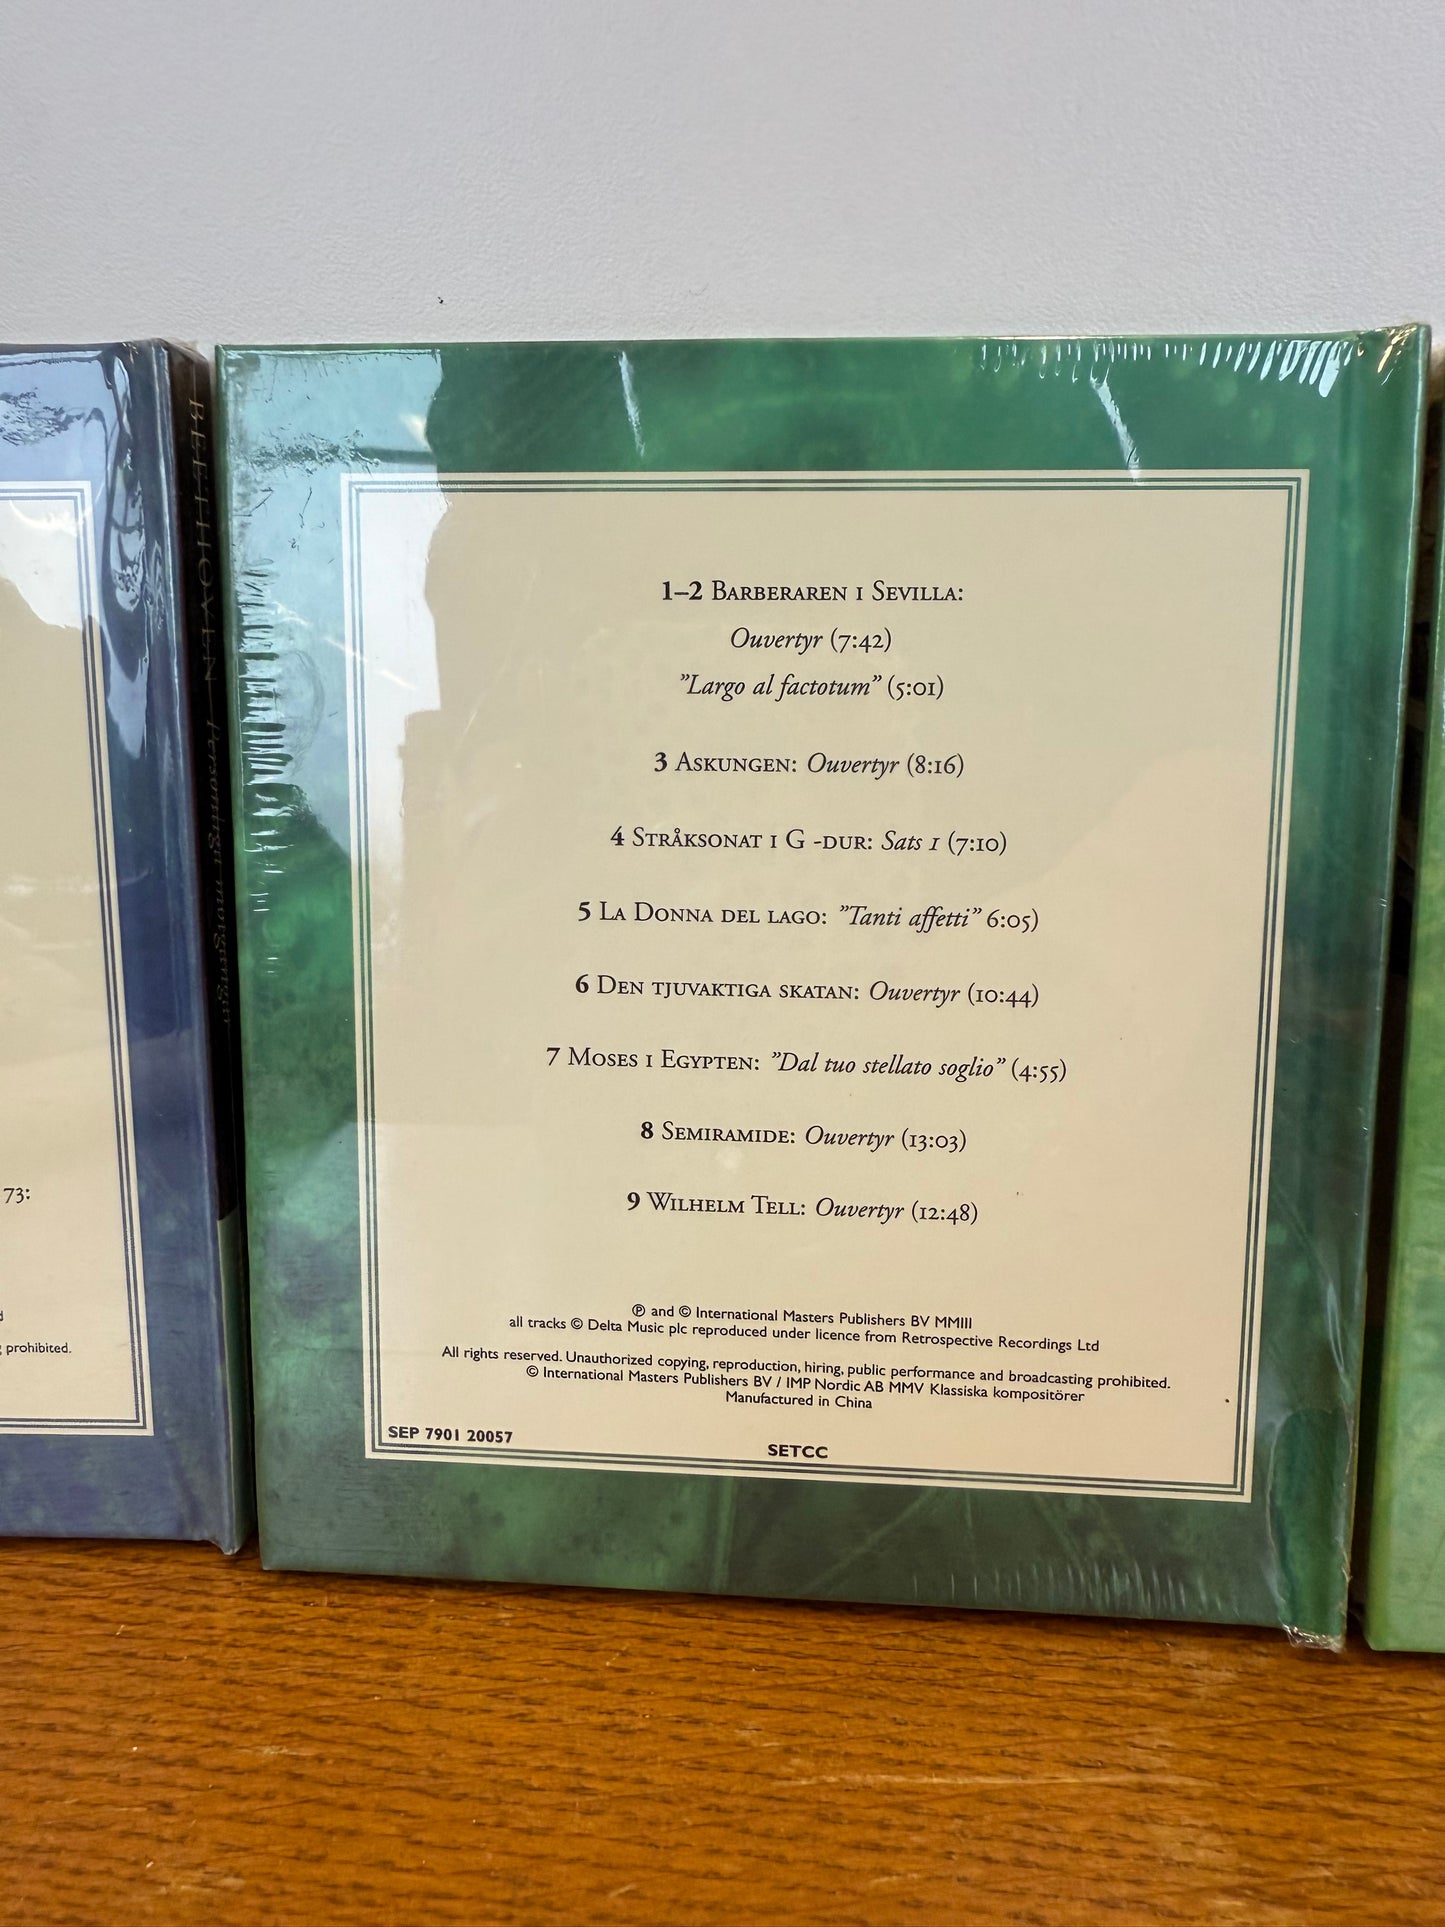 BEETHOVEN Personliga motgångar
73:
prohibited.
1–2 Barberaren i Sevilla:
Ouvertyr (7:42)
”Largo al factotum” (5:01)
3 Askungen: Ouvertyr (8:16)
4 Stråksonat i G -dur: Sats 1 (7:10)
5 La Donna del lago: ”Tanti affetti” 6:05)
6 Den tjuvaktiga skatan: Ouvertyr (10:44)
7 Moses i Egypten: ”Dal tuo stellato soglio” (4:55)
8 Semiramide: Ouvertyr (13:03)
9 Wilhelm Tell: Ouvertyr (12:48)
℗ and © International Masters Publishers BV MMIII
all tracks © Delta Music plc reproduced under licence from Retrospective Recordings Ltd
All rights reserved. Unauthorized copying, reproduction, hiring, public performance and broadcasting prohibited.
© International Masters Publishers BV / IMP Nordic AB MMV Klassiska kompositörer
Manufactured in China
SEP 7901 20057
SETCC